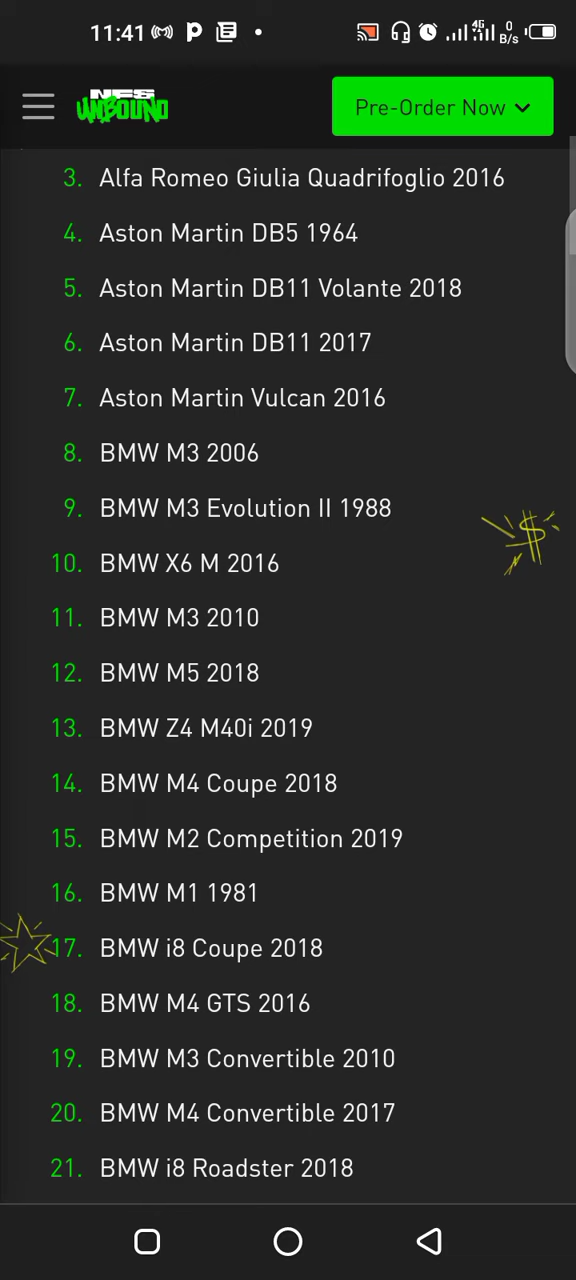 11:41
4G
0
B/s
NFS
UNBOUND
Pre-Order Now
3. Alfa Romeo Giulia Quadrifoglio 2016
4. Aston Martin DB5 1964
5. Aston Martin DB11 Volante 2018
6. Aston Martin DB11 2017
7. Aston Martin Vulcan 2016
8. BMW M3 2006
9. BMW M3 Evolution II 1988
10. BMW X6 M 2016
11. BMW M3 2010
12. BMW M5 2018
13. BMW Z4 M40i 2019
14. BMW M4 Coupe 2018
15. BMW M2 Competition 2019
16. BMW M1 1981
17. BMW i8 Coupe 2018
18. BMW M4 GTS 2016
19. BMW M3 Convertible 2010
20. BMW M4 Convertible 2017
21. BMW i8 Roadster 2018